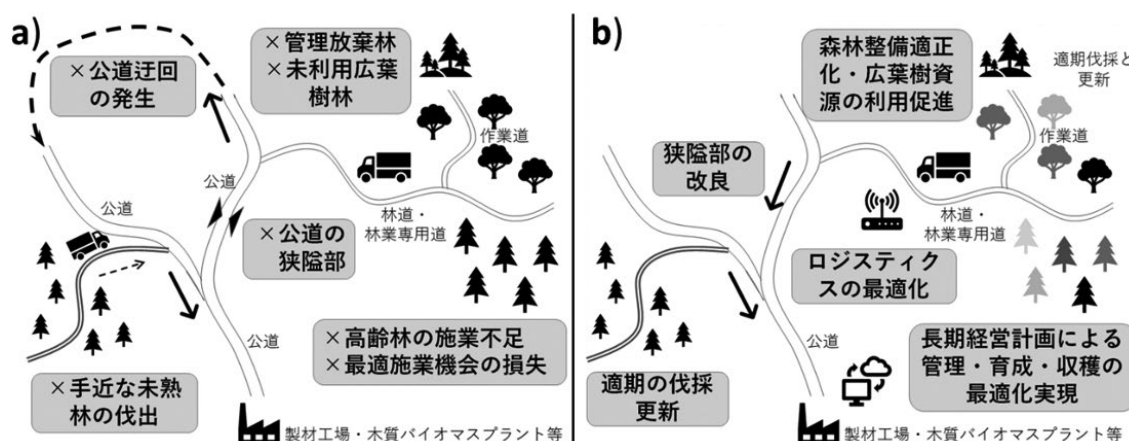 a)
×公道迂回
の発生
×管理放棄林
×未利用広葉
樹林
作業道
公道
公道
林道・
林業専用道
×公道の
狭隘部
×高齢林の施業不足
×最適施業機会の損失
公道
×手近な未熟
林の伐出
製材工場・木質バイオマスプラント等
b)
森林整備適正
化・広葉樹資
源の利用促進
適期伐採と
更新
作業道
狭隘部の
改良
林道・
林業専用道
ロジスティク
スの最適化
公道
適期の伐採
更新
長期経営計画による
管理・育成・収穫の
最適化実現
製材工場・木質バイオマスプラント等